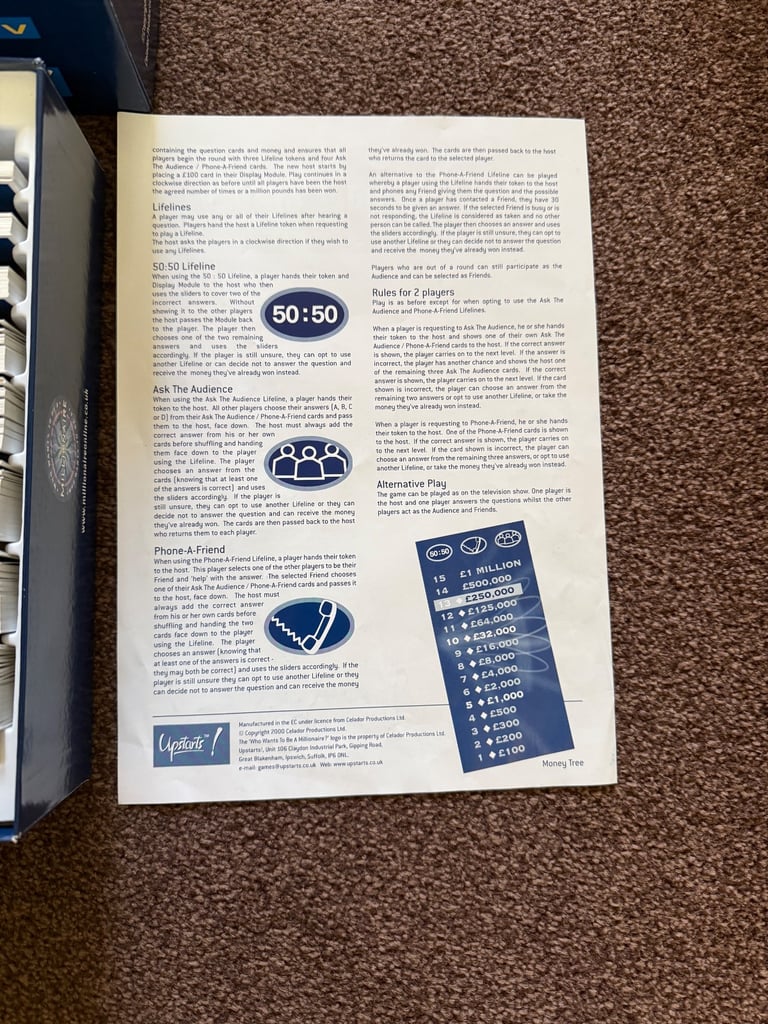 containing the question cards and money and ensures that all
players begin the round with three Lifeline tokens and four Ask
The Audience / Phone-A-Friend cards. The new host starts by
placing a £100 card in their Display Module. Play continues in a
clockwise direction as before until all players have been the host
the agreed number of times or a million pounds has been won.
Lifelines
A player may use any or all of their Lifelines after hearing a
question. Players hand the host a Lifeline token when requesting
to play a Lifeline.
The host asks the players in a clockwise direction if they wish to
use any Lifelines.
50:50 Lifeline
When using the 50 : 50 Lifeline, a player hands their token and
Display Module to the host who then
uses the sliders to cover two of the
incorrect answers. Without
showing it to the other players
the host passes the Module back
to the player. The player then
chooses one of the two remaining
answers and uses the sliders
accordingly. If the player is still unsure, they can opt to use
another Lifeline or can decide not to answer the question and
receive the money they've already won instead.
50:50
Ask The Audience
When using the Ask The Audience Lifeline, a player hands their
token to the host. All other players choose their answers (A, B, C
or D) from their Ask The Audience / Phone-A-Friend cards and pass
them to the host, face down. The host must always add the
correct answer from his or her own
cards before shuffling and handing
them face down to the player
using the Lifeline. The player
chooses an answer from the
cards (knowing that at least one
of the answers is correct) and uses
the sliders accordingly. If the player is
still unsure, they can opt to use another Lifeline or they can
decide not to answer the question and can receive the money
they've already won. The cards are then passed back to the host
who returns them to each player.
Phone-A-Friend
When using the Phone-A-Friend Lifeline, a player hands their token
to the host. This player selects one of the other players to be their
Friend and 'help' with the answer. The selected Friend chooses
one of their Ask The Audience / Phone-A-Friend cards and passes it
to the host, face down. The host must
always add the correct answer
from his or her own cards before
shuffling and handing the two
cards face down to the player
using the Lifeline. The player
chooses an answer (knowing that
at least one of the answers is correct -
they may both be correct) and uses the sliders accordingly. If the
player is still unsure they can opt to use another Lifeline or they
can decide not to answer the question and can receive the money
they've already won. The cards are then passed back to the host
who returns the card to the selected player.
An alternative to the Phone-A-Friend Lifeline can be played
whereby a player using the Lifeline hands their token to the host
and phones any Friend giving them the question and the possible
answers. Once a player has contacted a Friend, they have 30
seconds to be given an answer. If the selected Friend is busy or is
not responding, the Lifeline is considered as taken and no other
person can be called. The player then chooses an answer and uses
the sliders accordingly. If the player is still unsure, they can opt to
use another Lifeline or they can decide not to answer the question
and receive the money they've already won instead.
Players who are out of a round can still participate as the
Audience and can be selected as Friends.
Rules for 2 players
Play is as before except for when opting to use the Ask The
Audience and Phone-A-Friend Lifelines.
When a player is requesting to Ask The Audience, he or she hands
their token to the host and shows one of their own Ask The
Audience / Phone-A-Friend cards to the host. If the correct answer
is shown, the player carries on to the next level. If the answer is
incorrect, the player has another chance and shows the host one
of the remaining three Ask The Audience cards. If the correct
answer is shown, the player carries on to the next level. If the card
shown is incorrect, the player can choose an answer from the
remaining two answers or opt to use another Lifeline, or take the
money they've already won instead.
When a player is requesting to Phone-A-Friend, he or she hands
their token to the host. One of the Phone-A-Friend cards is shown
to the host. If the correct answer is shown, the player carries on
to the next level. If the card shown is incorrect, the player can
choose an answer from the remaining three answers, or opt to use
another Lifeline, or take the money they've already won instead.
Alternative Play
The game can be played as on the television show. One player is
the host and one player answers the questions whilst the other
players act as the Audience and Friends.
50:50
15 £1 MILLION
14 £500,000
13 ♦ £250,000
12 ♦ £125,000
11 ♦ £64,000
10 ♦ £32,000
9 ♦ £16,000
8 ♦ £8,000
7 ♦ £4,000
6 ♦ £2,000
5 ♦ £1,000
4 ♦ £500
3 ♦ £300
2 ♦ £200
1 ♦ £100
Money Tree
Upstarts™!
Manufactured in the EC under licence from Celador Productions Ltd.
© Copyright 2000 Celador Productions Ltd.
The 'Who Wants To Be A Millionaire?' logo is the property of Celador Productions Ltd.
Upstarts!, Unit 106 Claydon Industrial Park, Gipping Road,
Great Blakenham, Ipswich, Suffolk, IP6 0NL.
e-mail: games@upstarts.co.uk Web: www.upstarts.co.uk
MILLIONAIRE
www.millionaireonline.co.uk